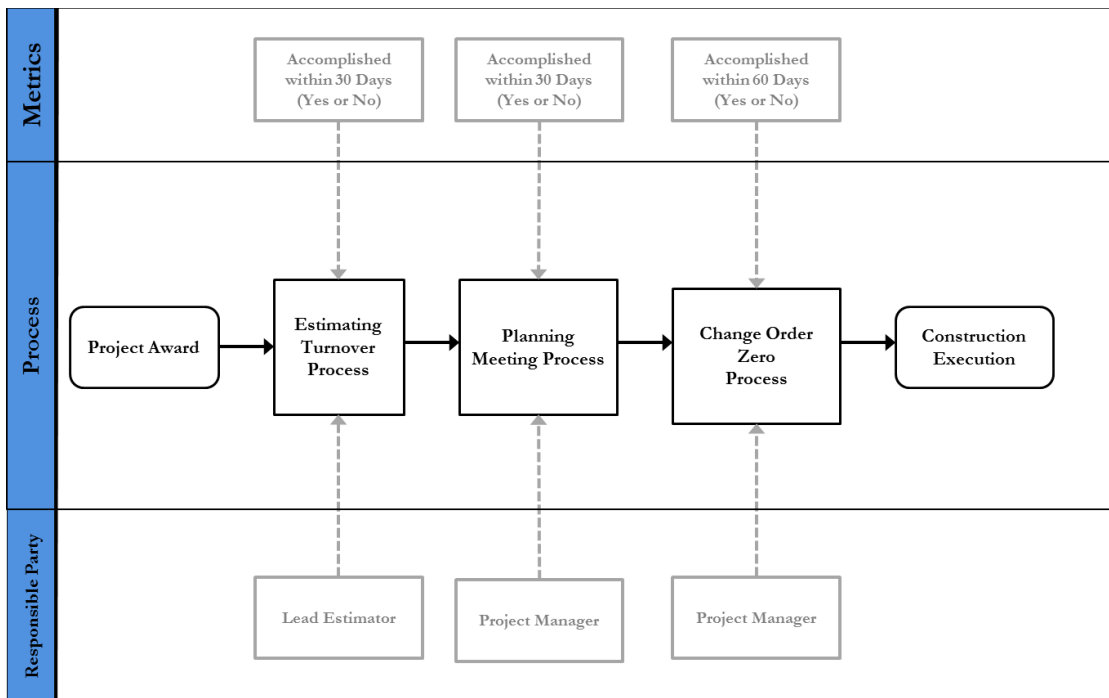 Metrics
Accomplished
within 30 Days
(Yes or No)
Accomplished
within 30 Days
(Yes or No)
Accomplished
within 60 Days
(Yes or No)
Process
Project Award
Estimating
Turnover
Process
Planning
Meeting Process
Change Order
Zero
Process
Construction
Execution
Responsible Party
Lead Estimator
Project Manager
Project Manager